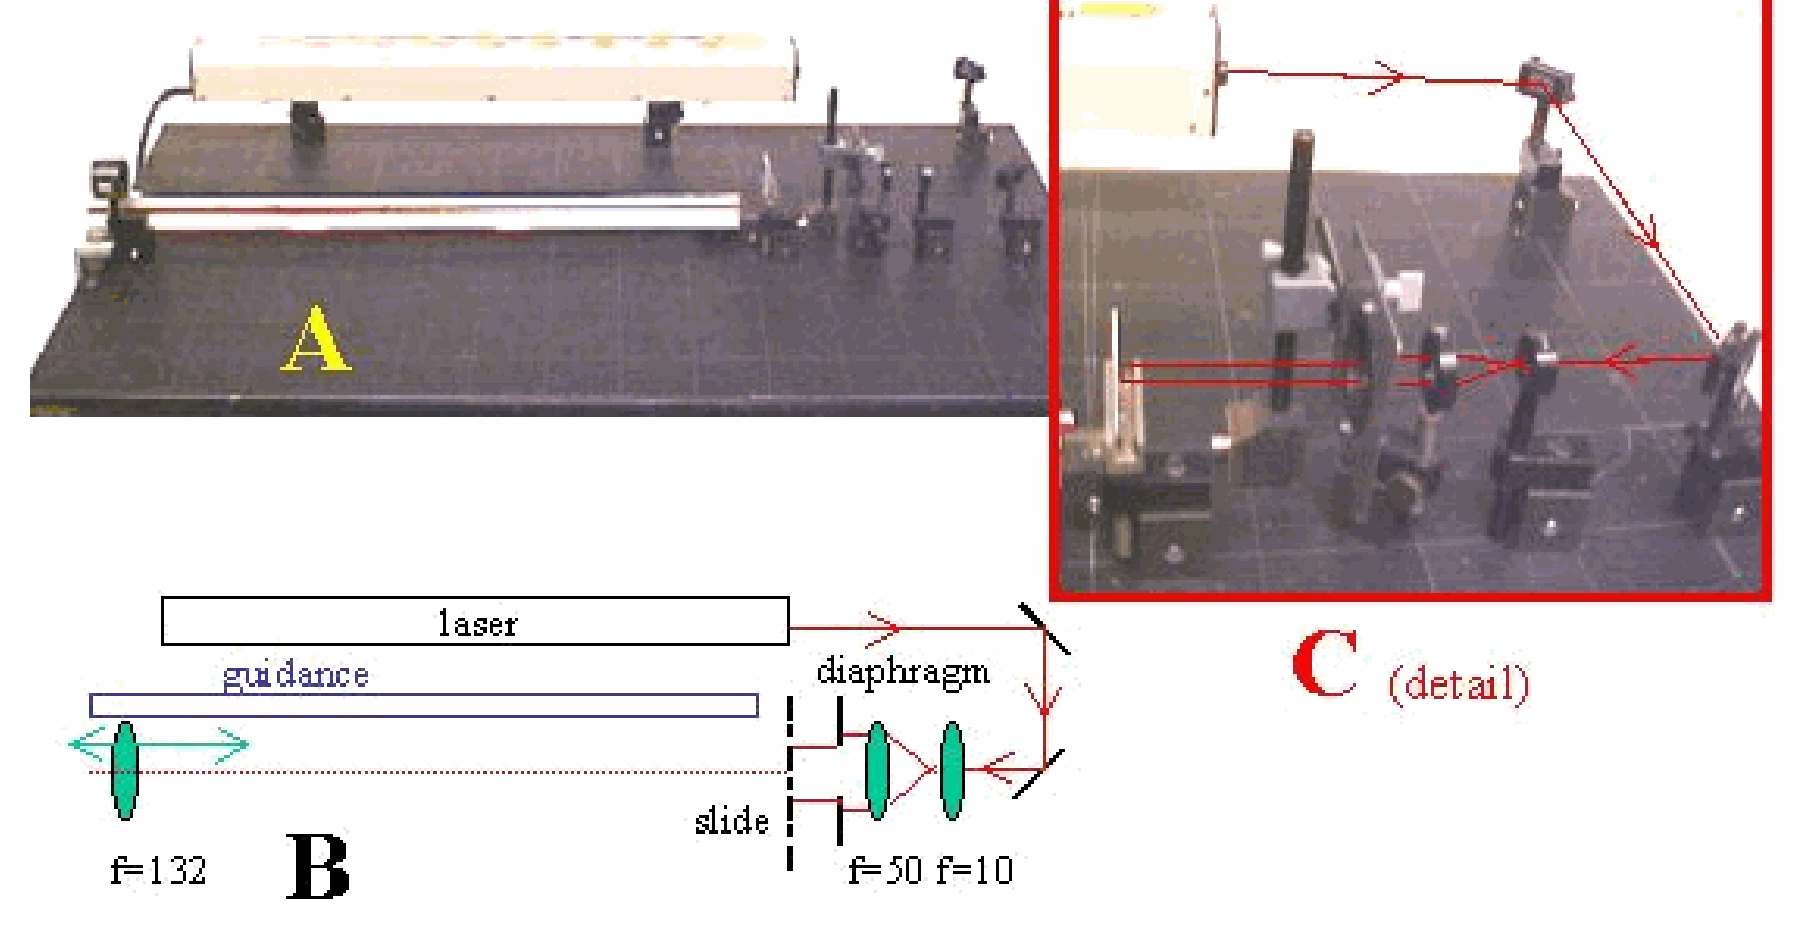 A
laser
guidance
diaphragm
slide
f=132
f=50 f=10
B
C (detail)